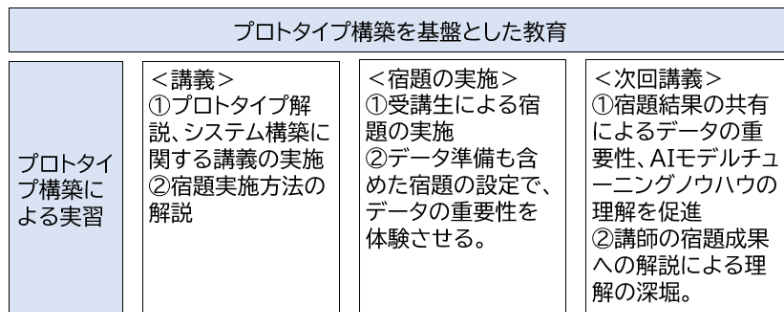 プロトタイプ構築を基盤とした教育
プロトタイ
プ構築によ
る実習
＜講義＞
①プロトタイプ解
説、システム構築に
関する講義の実施
②宿題実施方法の
解説
＜宿題の実施＞
①受講生による宿
題の実施
②データ準備も含
めた宿題の設定で、
データの重要性を
体験させる。
＜次回講義＞
①宿題結果の共有
によるデータの重
要性、AIモデルチュ
ーニングノウハウの
理解を促進
②講師の宿題成果
への解説による理
解の深堀。